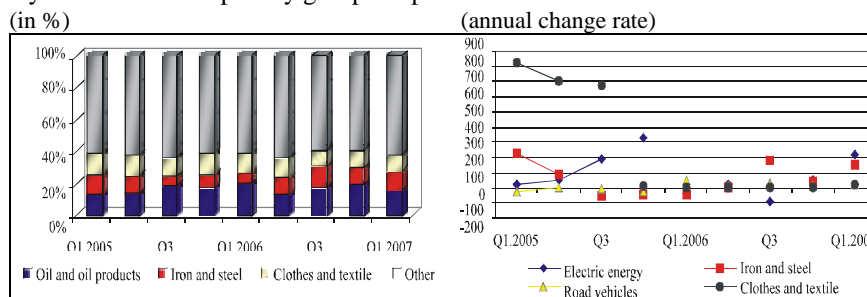 (in %)
(annual change rate)
100%
80%
60%
40%
20%
0%
Q1.2005
Q3
Q1.2006
Q3
Q1.2007
Oil and oil products
Iron and steel
Clothes and textile
Other
900
800
700
600
500
400
300
200
100
0
-100
-200
Q1.2005
Q3
Q1.2006
Q3
Q1.200
Electric energy
Iron and steel
Road vehicles
Clothes and textile